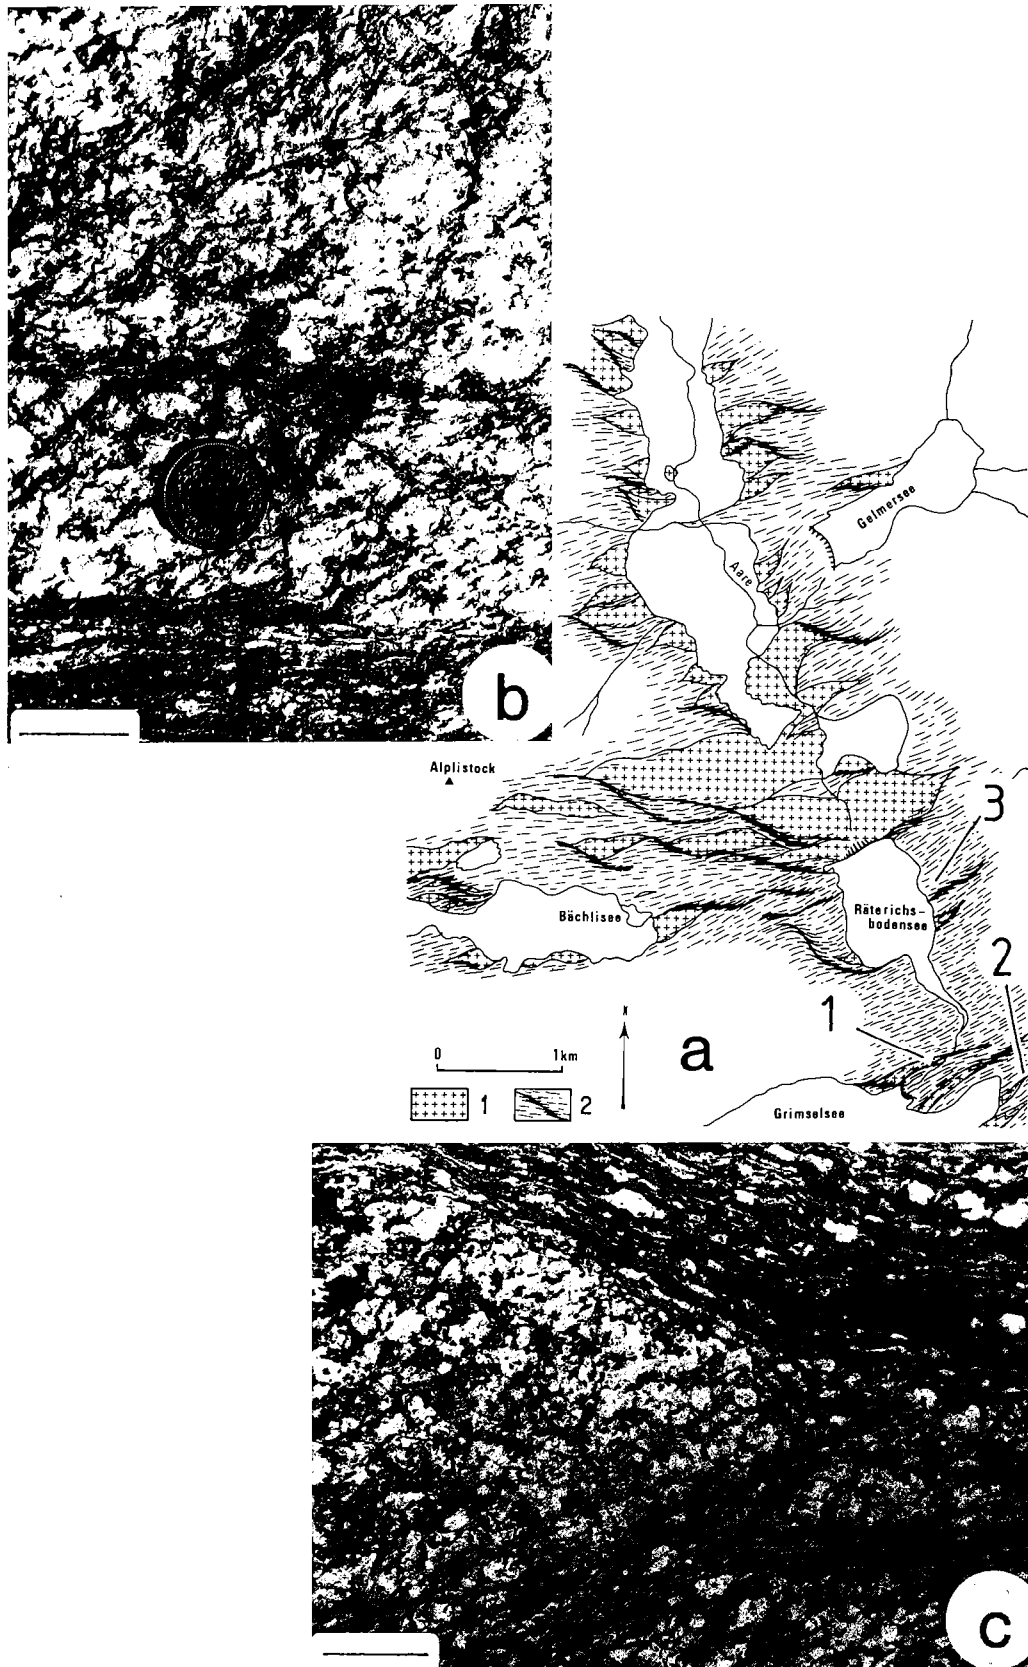 b
Gelmersee
Aare
Alplistock
3
Bächlisee
Räterichs-
bodensee
2
1
N
a
0 1km
1 2
Grimselsee
c